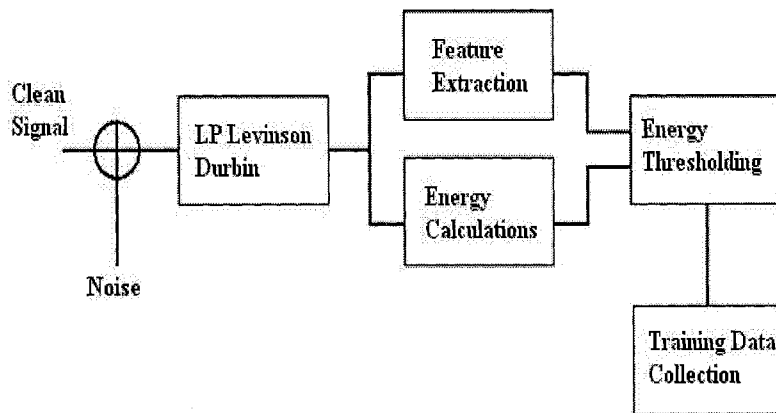 Clean
Signal
Noise
LP Levinson
Durbin
Feature
Extraction
Energy
Calculations
Energy
Thresholding
Training Data
Collection